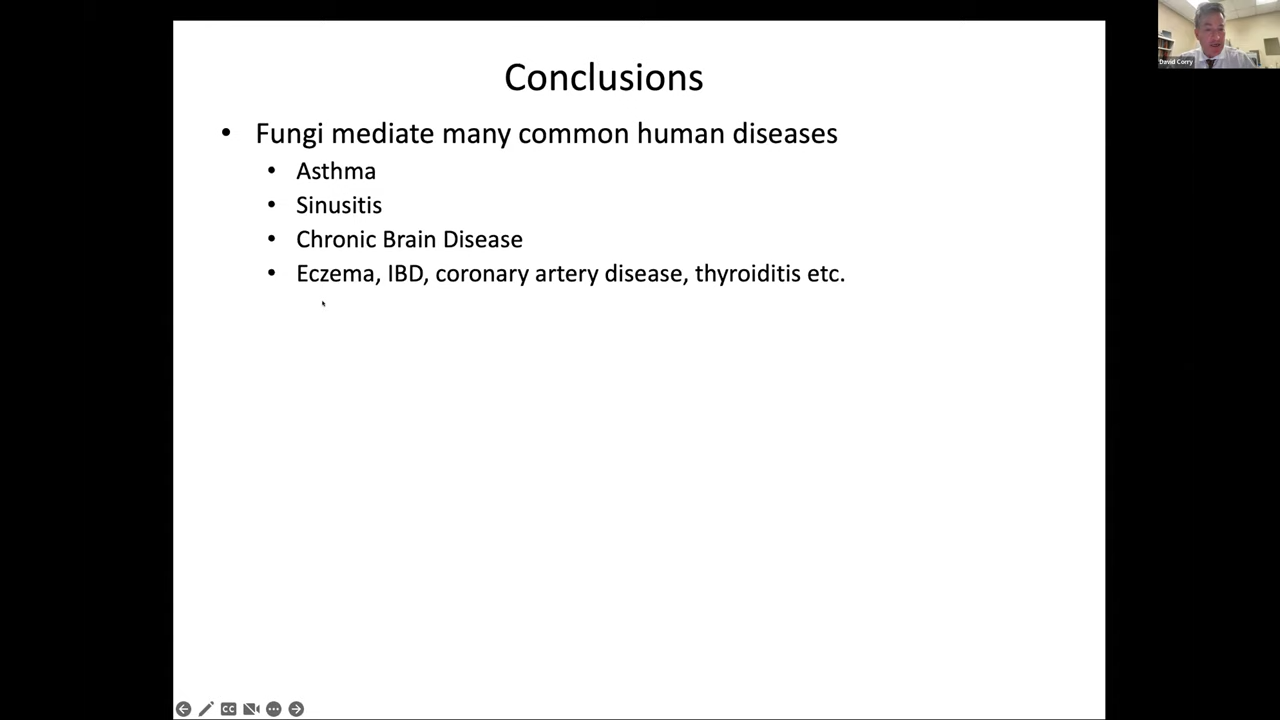 David Corry
Conclusions
• Fungi mediate many common human diseases
• Asthma
• Sinusitis
• Chronic Brain Disease
• Eczema, IBD, coronary artery disease, thyroiditis etc.
CC